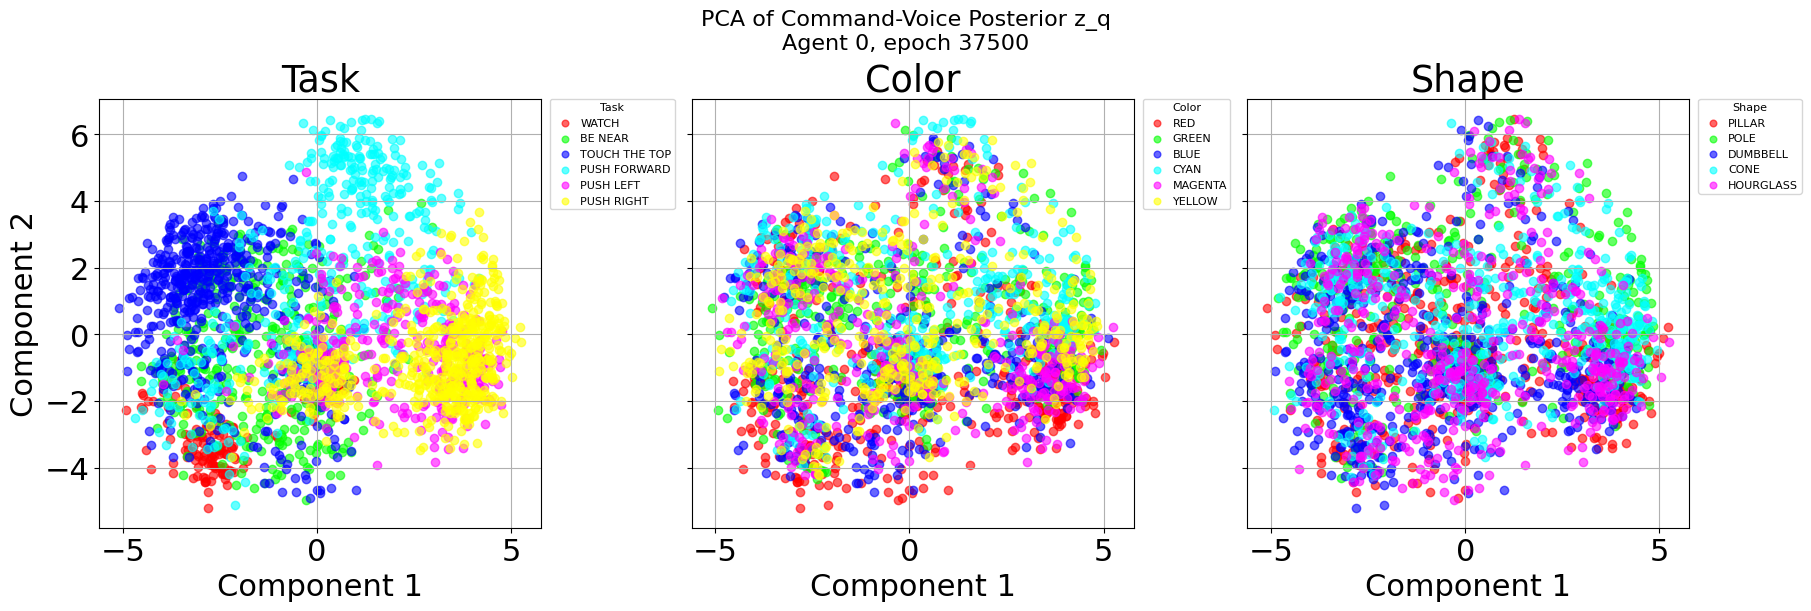 PCA of Command-Voice Posterior z_q
Agent 0, epoch 37500
Task
Color
Shape
Task
WATCH
BE NEAR
TOUCH THE TOP
PUSH FORWARD
PUSH LEFT
PUSH RIGHT
Color
RED
GREEN
BLUE
CYAN
MAGENTA
YELLOW
Shape
PILLAR
POLE
DUMBBELL
CONE
HOURGLASS
Component 2
6
4
2
0
−2
−4
−5 0 5
−5 0 5
−5 0 5
Component 1
Component 1
Component 1